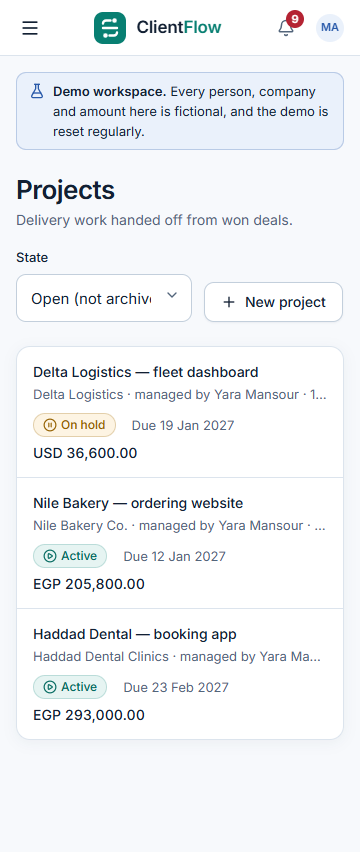 ClientFlow
9
MA
Demo workspace. Every person, company
and amount here is fictional, and the demo is
reset regularly.
Projects
Delivery work handed off from won deals.
State
Open (not archiv
New project
Delta Logistics — fleet dashboard
Delta Logistics · managed by Yara Mansour · 1...
On hold
Due 19 Jan 2027
USD 36,600.00
Nile Bakery — ordering website
Nile Bakery Co. · managed by Yara Mansour · ...
Active
Due 12 Jan 2027
EGP 205,800.00
Haddad Dental — booking app
Haddad Dental Clinics · managed by Yara Ma...
Active
Due 23 Feb 2027
EGP 293,000.00